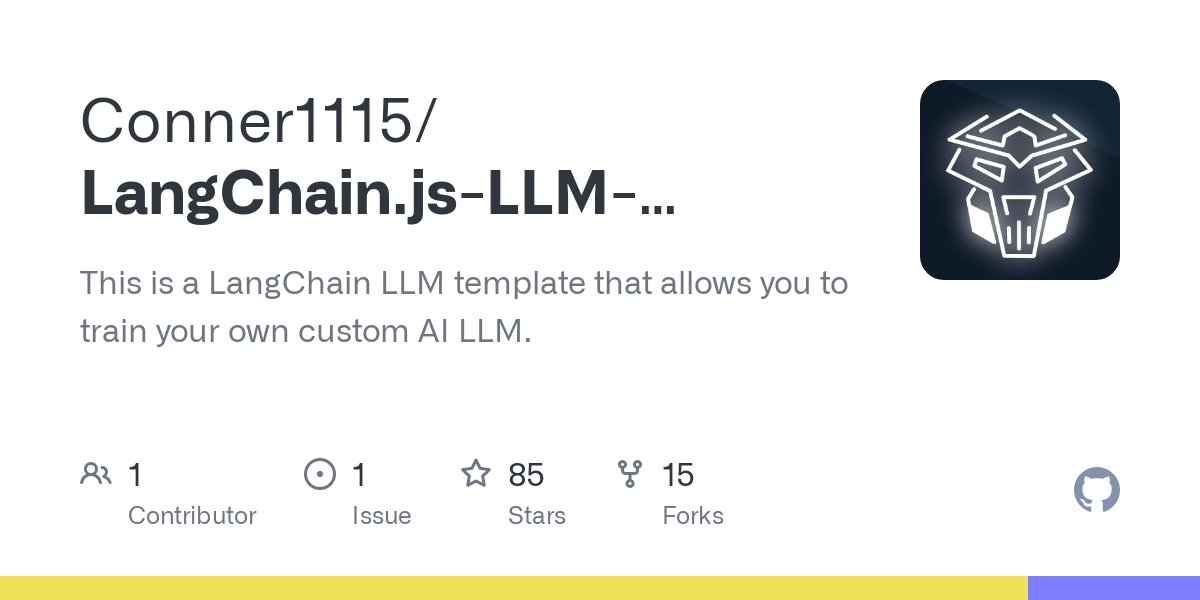 Conner1115/
LangChain.js-LLM-...
This is a LangChain LLM template that allows you to
train your own custom AI LLM.
1 1 85 15
Contributor Issue Stars Forks